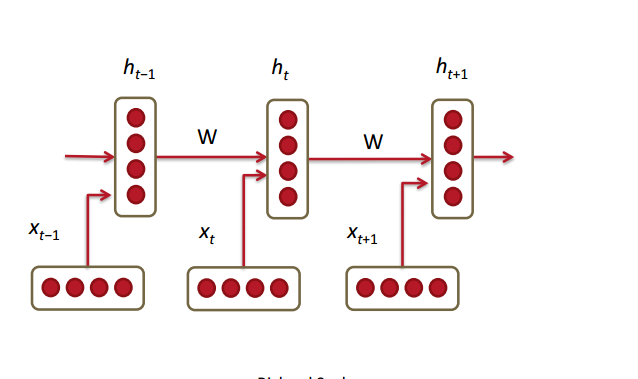 h_{t−1} h_t h_{t+1}
W W
x_{t−1} x_t x_{t+1}